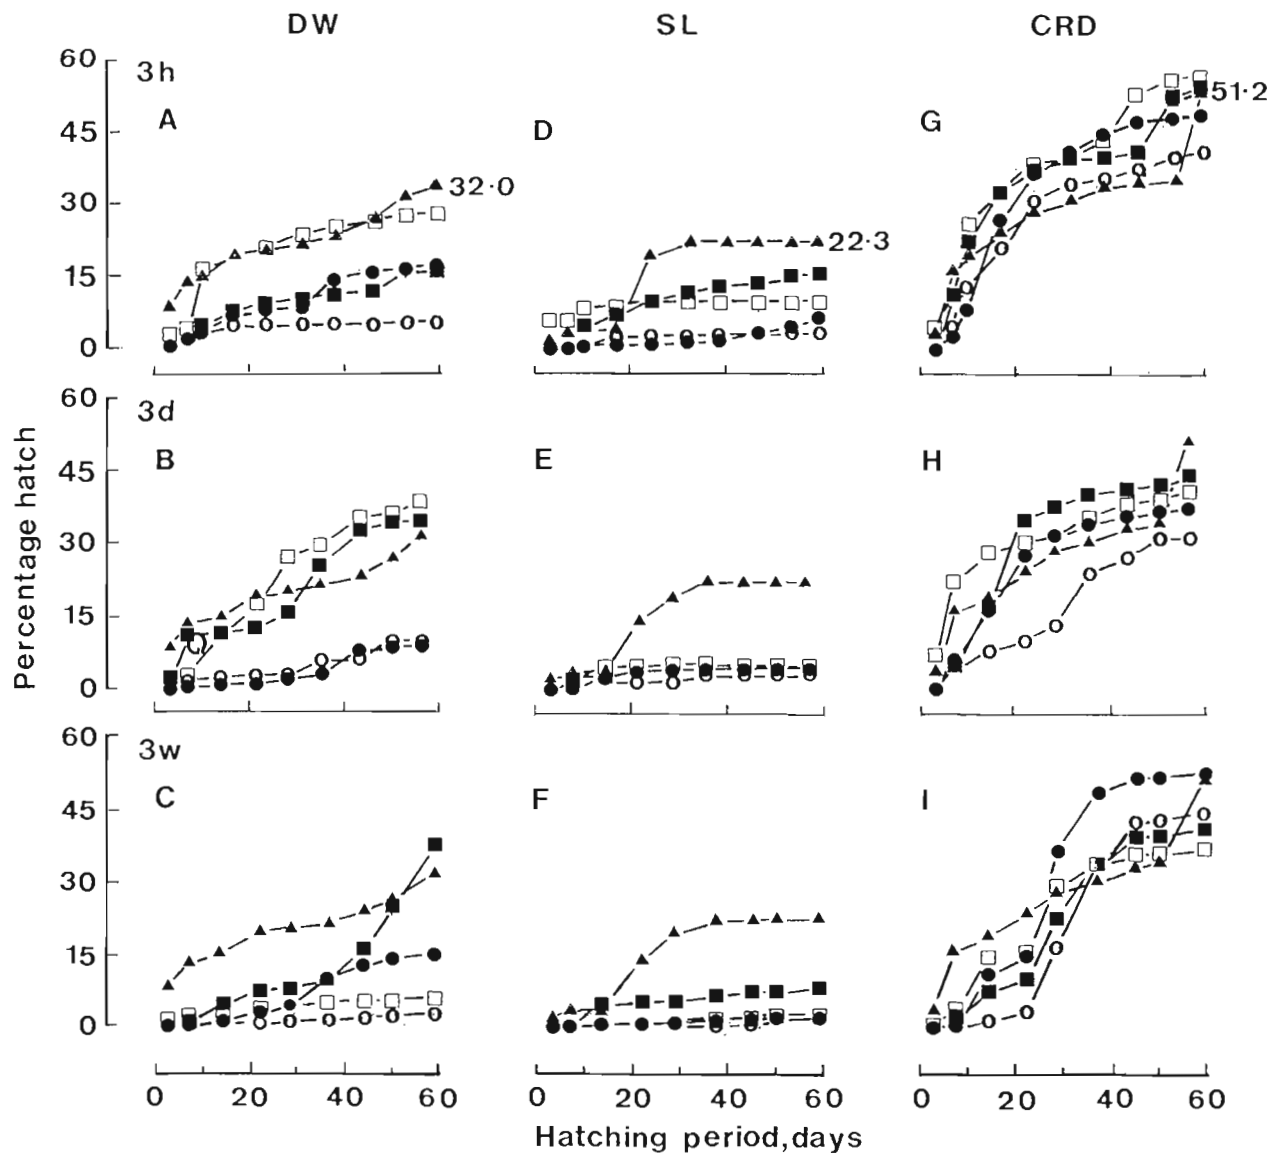 DW SL CRD
60 3h
A D G
45
51·2
30 32·0
22·3
15
0
60 3d
B E H
45
30
15
0
60 3w
C F I
45
30
15
0
0 20 40 60 0 20 40 60 0 20 40 60
Percentage hatch
Hatching period, days